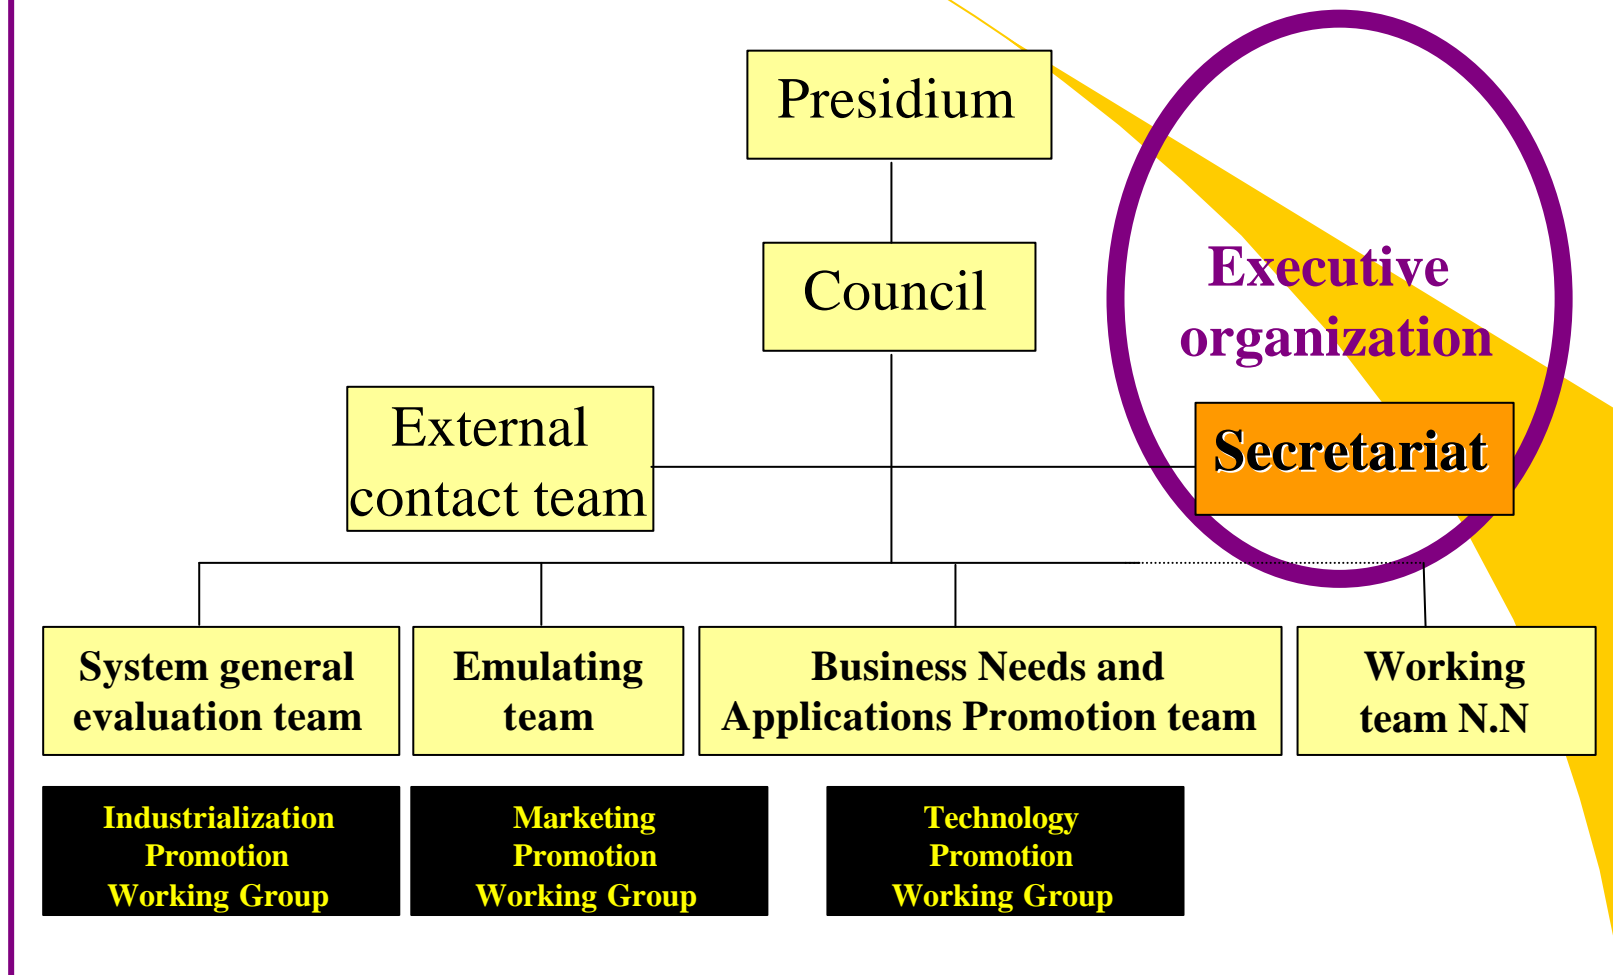 Presidium
Council
Executive
organization
External
contact team
Secretariat
System general
evaluation team
Emulating
team
Business Needs and
Applications Promotion team
Working
team N.N
Industrialization
Promotion
Working Group
Marketing
Promotion
Working Group
Technology
Promotion
Working Group